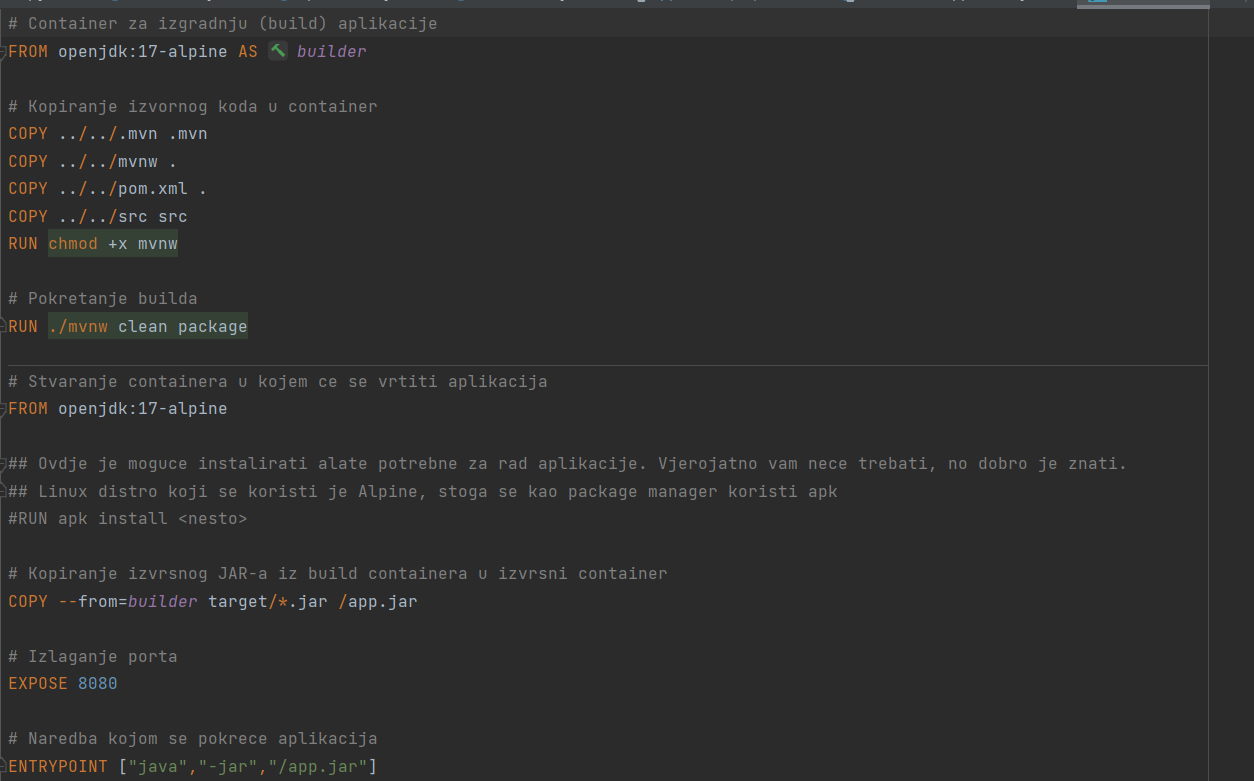 # Container za izgradnju (build) aplikacije
FROM openjdk:17-alpine AS builder
# Kopiranje izvornog koda u container
COPY ../../.mvn .mvn
COPY ../../mvnw .
COPY ../../pom.xml .
COPY ../../src src
RUN chmod +x mvnw
# Pokretanje builda
RUN ./mvnw clean package
# Stvaranje containera u kojem ce se vrtiti aplikacija
FROM openjdk:17-alpine
## Ovdje je moguce instalirati alate potrebne za rad aplikacije. Vjerojatno vam nece trebati, no dobro je znati.
## Linux distro koji se koristi je Alpine, stoga se kao package manager koristi apk
#RUN apk install <nesto>
# Kopiranje izvrsnog JAR-a iz build containera u izvrsni container
COPY --from=builder target/*.jar /app.jar
# Izlaganje porta
EXPOSE 8080
# Naredba kojom se pokrece aplikacija
ENTRYPOINT ["java","-jar","/app.jar"]